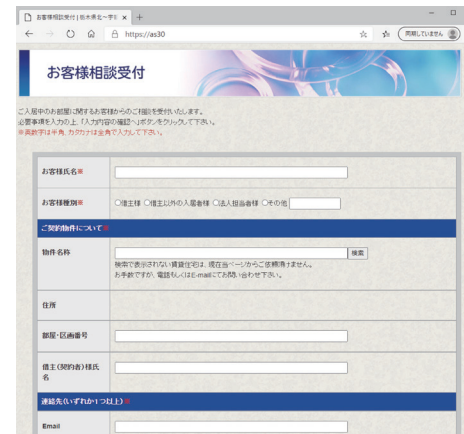 お客様相談受付|栃木県北~宇
https://as30
同期していません
お客様相談受付
ご入居中のお部屋に関するお客様からのご相談を受付いたします。
必要事項を入力の上、「入力内容の確認へ」ボタンをクリックして下さい。
※英数字は半角、カタカナは全角で入力して下さい。
お客様氏名※
お客様種別※ 借主様 借主以外の入居者様 法人担当者様 その他
ご契約物件について※
物件名称 検索
検索で表示されない賃貸住宅は、現在当ページからご依頼頂けません。
お手数ですが、電話もしくはE-mailにてお問い合わせ下さい。
住所
部屋・区画番号
借主(契約者)様氏
名
連絡先(いずれか1つ以上)※
Email